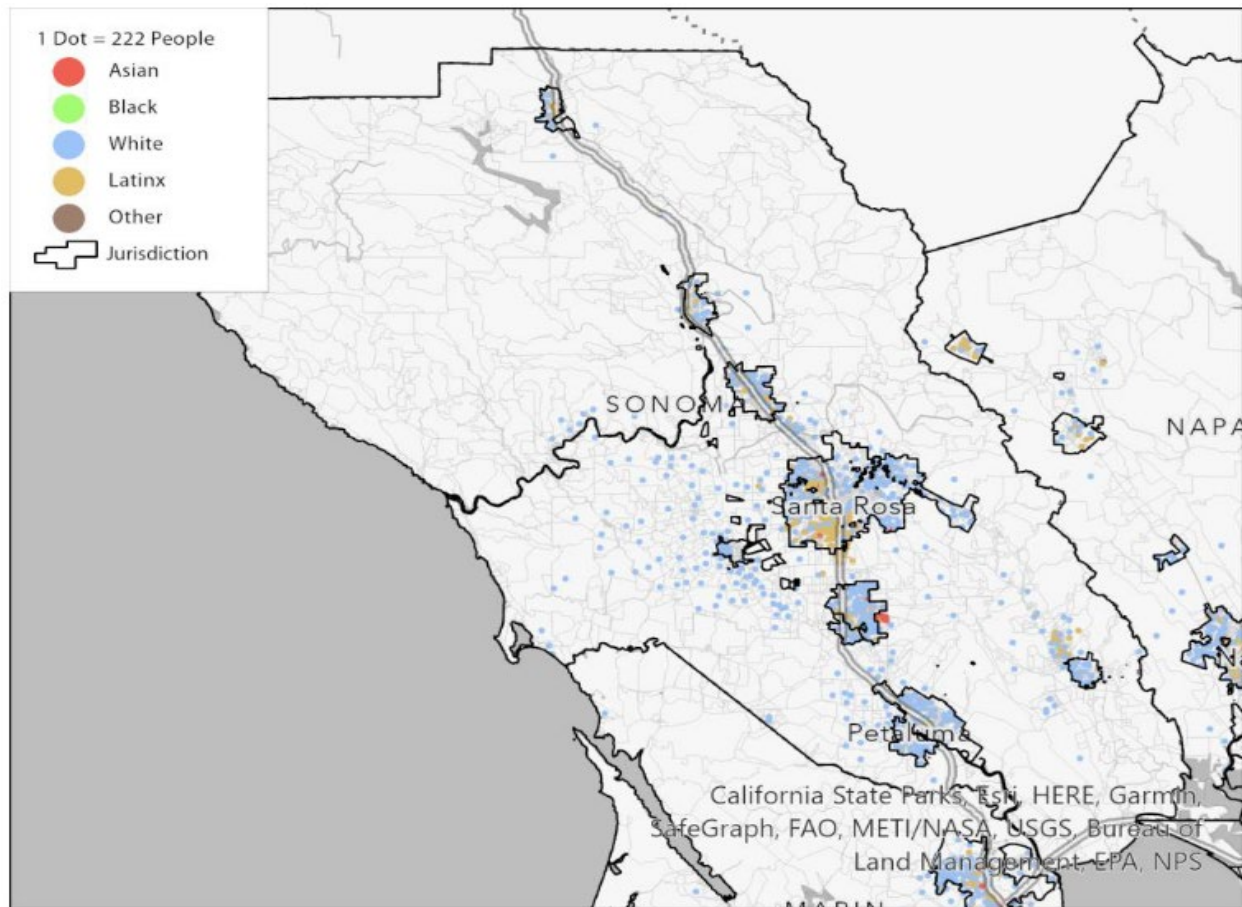 1 Dot = 222 People
Asian
Black
White
Latinx
Other
Jurisdiction
SONOMA
NAPA
Santa Rosa
Petaluma
California State Parks, Esri, HERE, Garmin,
SafeGraph, FAO, METI/NASA, USGS, Bureau of
Land Management, EPA, NPS
MARIN